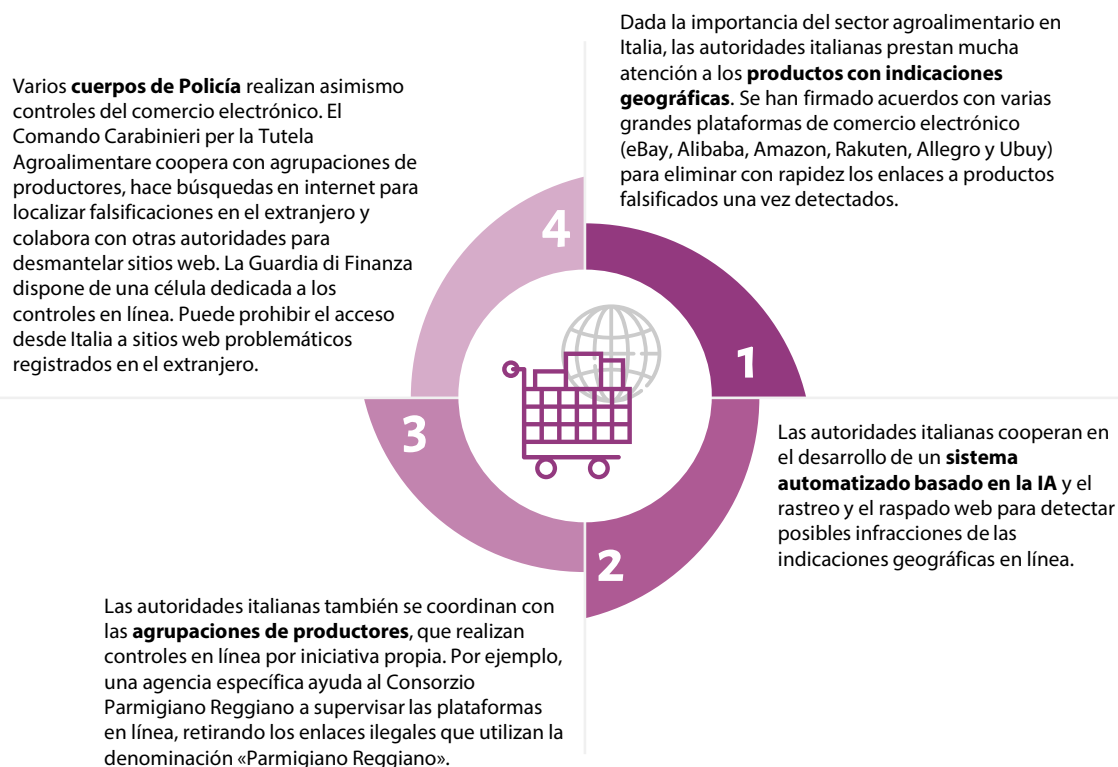 Dada la importancia del sector agroalimentario en
Italia, las autoridades italianas prestan mucha
atención a los productos con indicaciones
geográficas. Se han firmado acuerdos con varias
grandes plataformas de comercio electrónico
(eBay, Alibaba, Amazon, Rakuten, Allegro y Ubuy)
para eliminar con rapidez los enlaces a productos
falsificados una vez detectados.
1
Las autoridades italianas cooperan en
el desarrollo de un sistema
automatizado basado en la IA y el
rastreo y el raspado web para detectar
posibles infracciones de las
indicaciones geográficas en línea.
2
Las autoridades italianas también se coordinan con
las agrupaciones de productores, que realizan
controles en línea por iniciativa propia. Por ejemplo,
una agencia específica ayuda al Consorzio
Parmigiano Reggiano a supervisar las plataformas
en línea, retirando los enlaces ilegales que utilizan la
denominación «Parmigiano Reggiano».
3
Varios cuerpos de Policía realizan asimismo
controles del comercio electrónico. El
Comando Carabinieri per la Tutela
Agroalimentare coopera con agrupaciones de
productores, hace búsquedas en internet para
localizar falsificaciones en el extranjero y
colabora con otras autoridades para
desmantelar sitios web. La Guardia di Finanza
dispone de una célula dedicada a los
controles en línea. Puede prohibir el acceso
desde Italia a sitios web problemáticos
registrados en el extranjero.
4